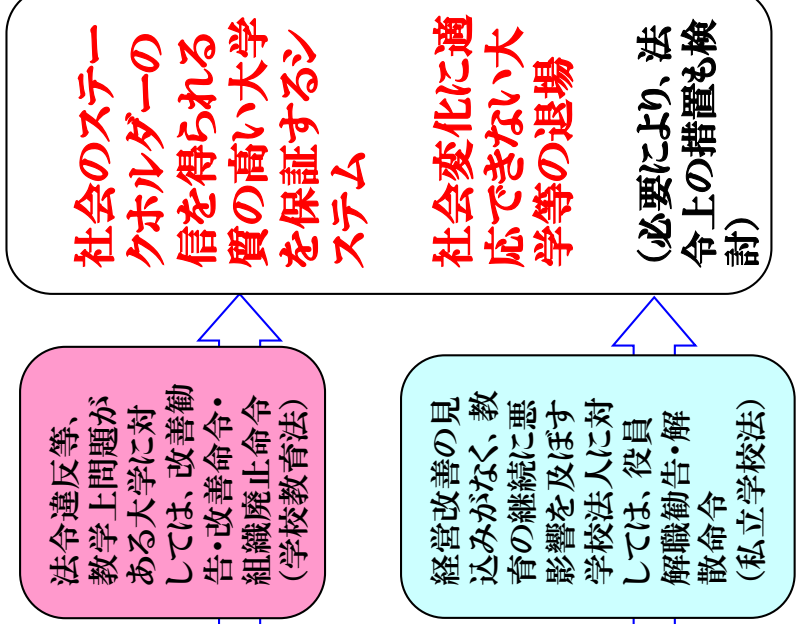 法令違反等、
教学上問題が
ある大学に対
しては、改善勧
告・改善命令・
組織廃止命令
（学校教育法）
経営改善の見
込みがなく、教
育の継続に悪
影響を及ぼす
学校法人に対
しては、役員
解職勧告・解
散命令
（私立学校法）
社会のステー
クホルダーの
信を得られる
質の高い大学
を保証するシ
ステム
社会変化に適
応できない大
学等の退場
（必要により、法
令上の措置も検
討）